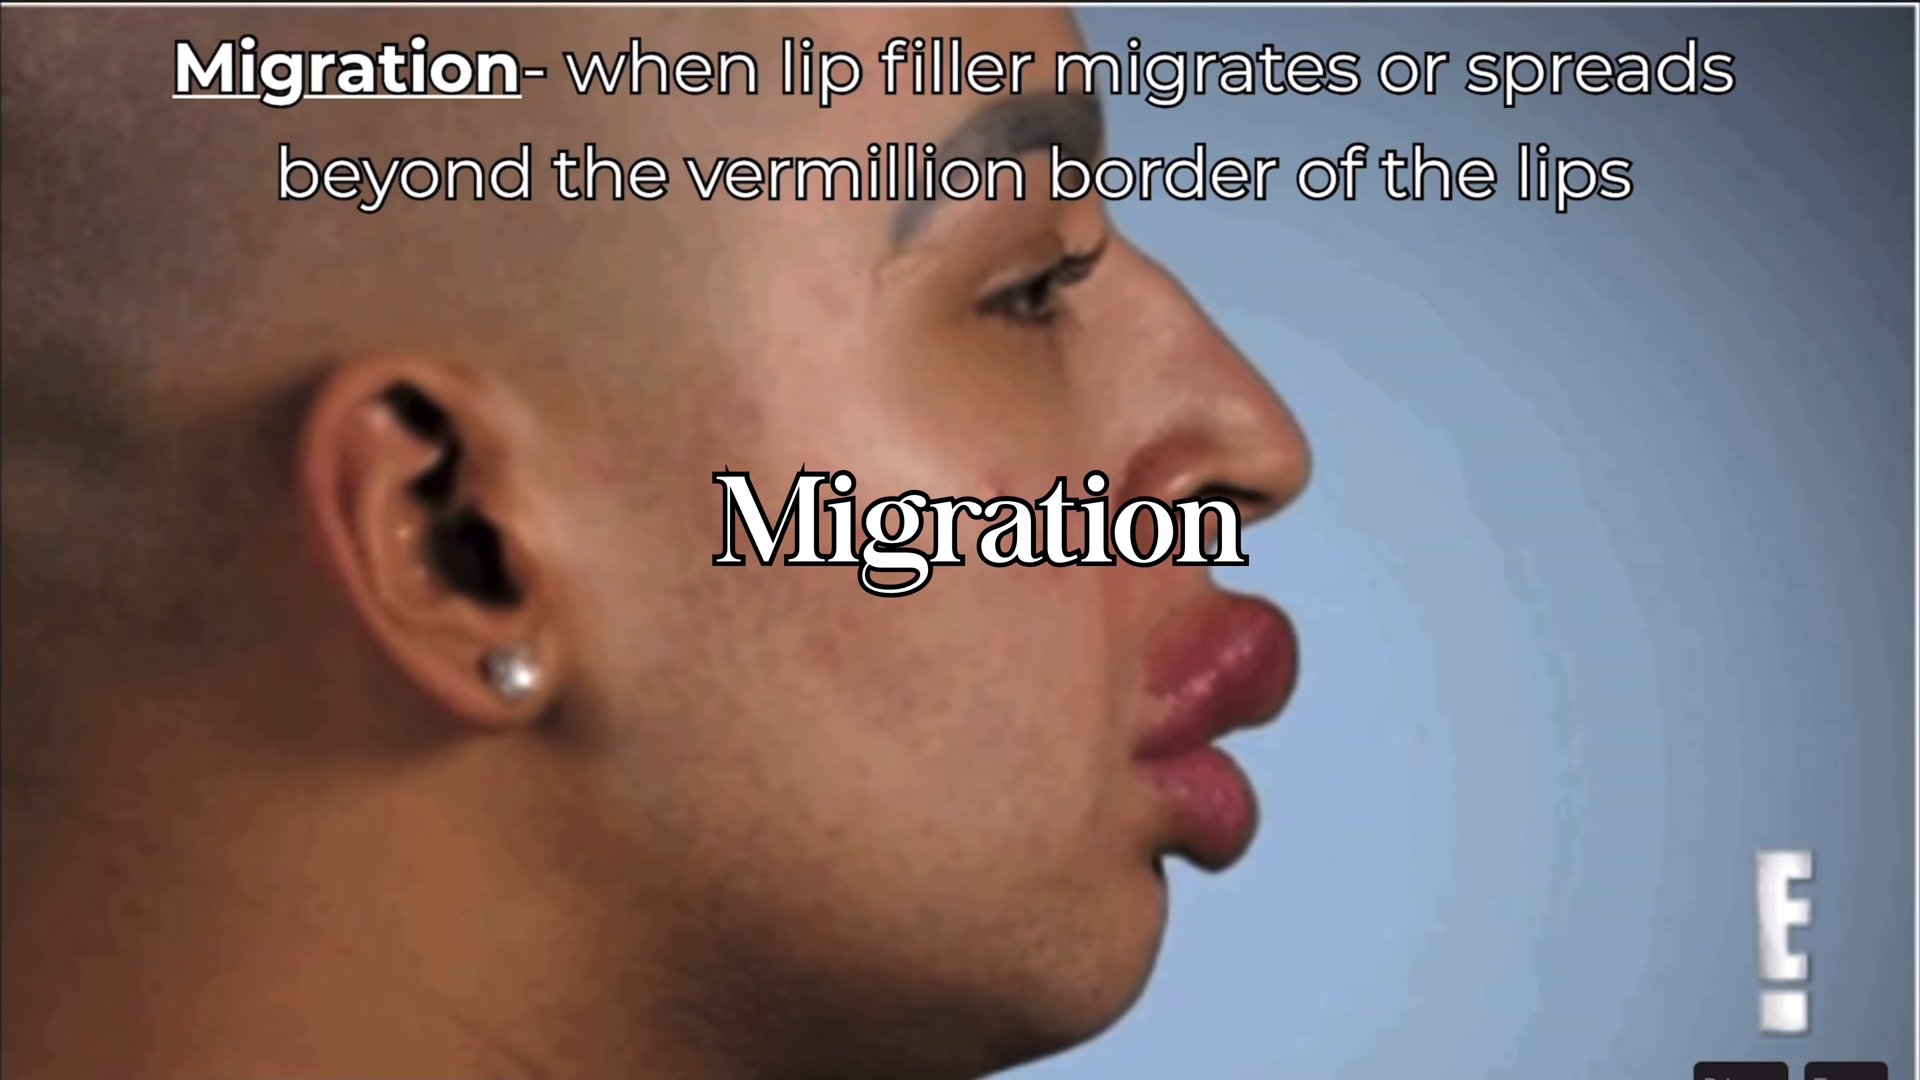 Migration- when lip filler migrates or spreads
beyond the vermillion border of the lips
Migration
E!